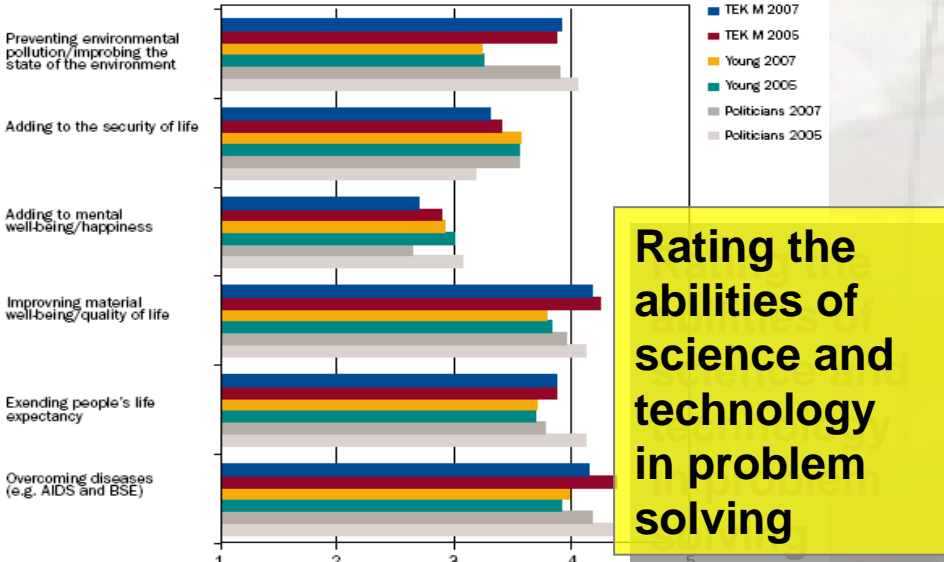 Preventing environmental
pollution/improbing the
state of the environment
Adding to the security of life
Adding to mental
well-being/happiness
Improvning material
well-being/quality of life
Exending people's life
expectancy
Overcoming diseases
(e.g. AIDS and BSE)
1 2 3 4 5
TEK M 2007
TEK M 2005
Young 2007
Young 2005
Politicians 2007
Politicians 2005
Rating the
abilities of
science and
technology
in problem
solving